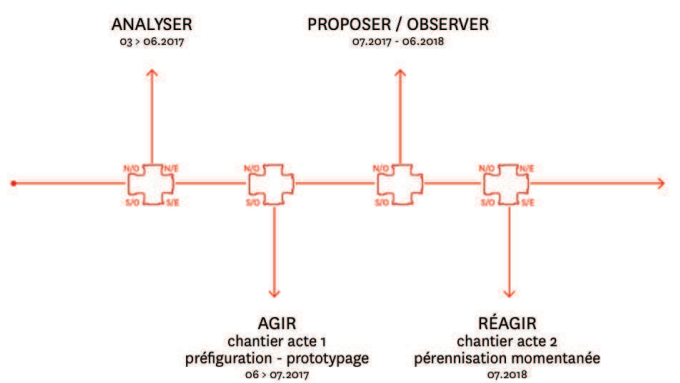 ANALYSER
03 > 06.2017
PROPOSER / OBSERVER
07.2017 - 06.2018
N/O N/E
N/O
N/O
N/O N/E
S/O S/E
S/O
S/O
S/O S/E
AGIR
chantier acte 1
préfiguration - prototypage
06 > 07.2017
RÉAGIR
chantier acte 2
pérennisation momentanée
07.2018